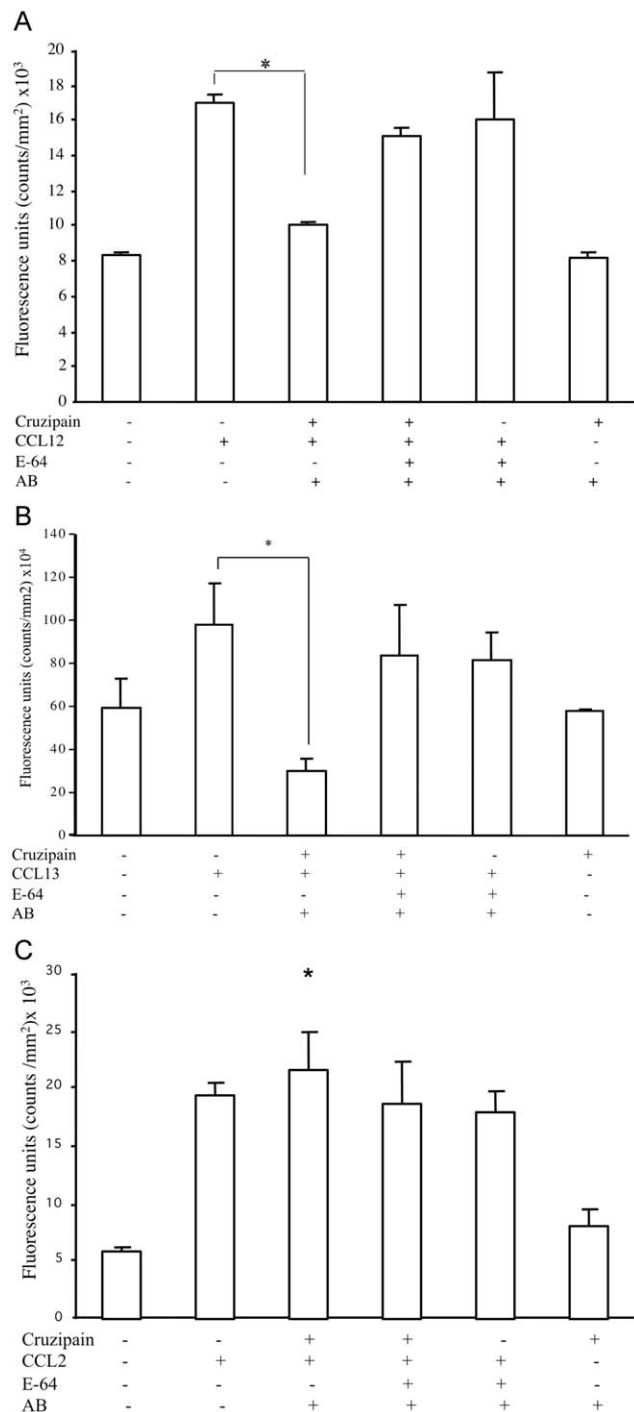 A
Fluorescence units (counts/mm²) x10³
20
18
16
14
12
10
8
6
4
2
0
*
Cruzipain - - + + - +
CCL12 - + + + + -
E-64 - - - + + -
AB - - + + + +
B
Fluorescence units (counts/mm2) x10⁴
140
120
100
80
60
40
20
0
*
Cruzipain - - + + - +
CCL13 - + + + + -
E-64 - - - + + -
AB - - + + + -
C
Fluorescence units (counts /mm²)x 10³
30
25
20
15
10
5
0
*
Cruzipain - - + + - +
CCL2 - + + + + -
E-64 - - - + + -
AB - - + + + +